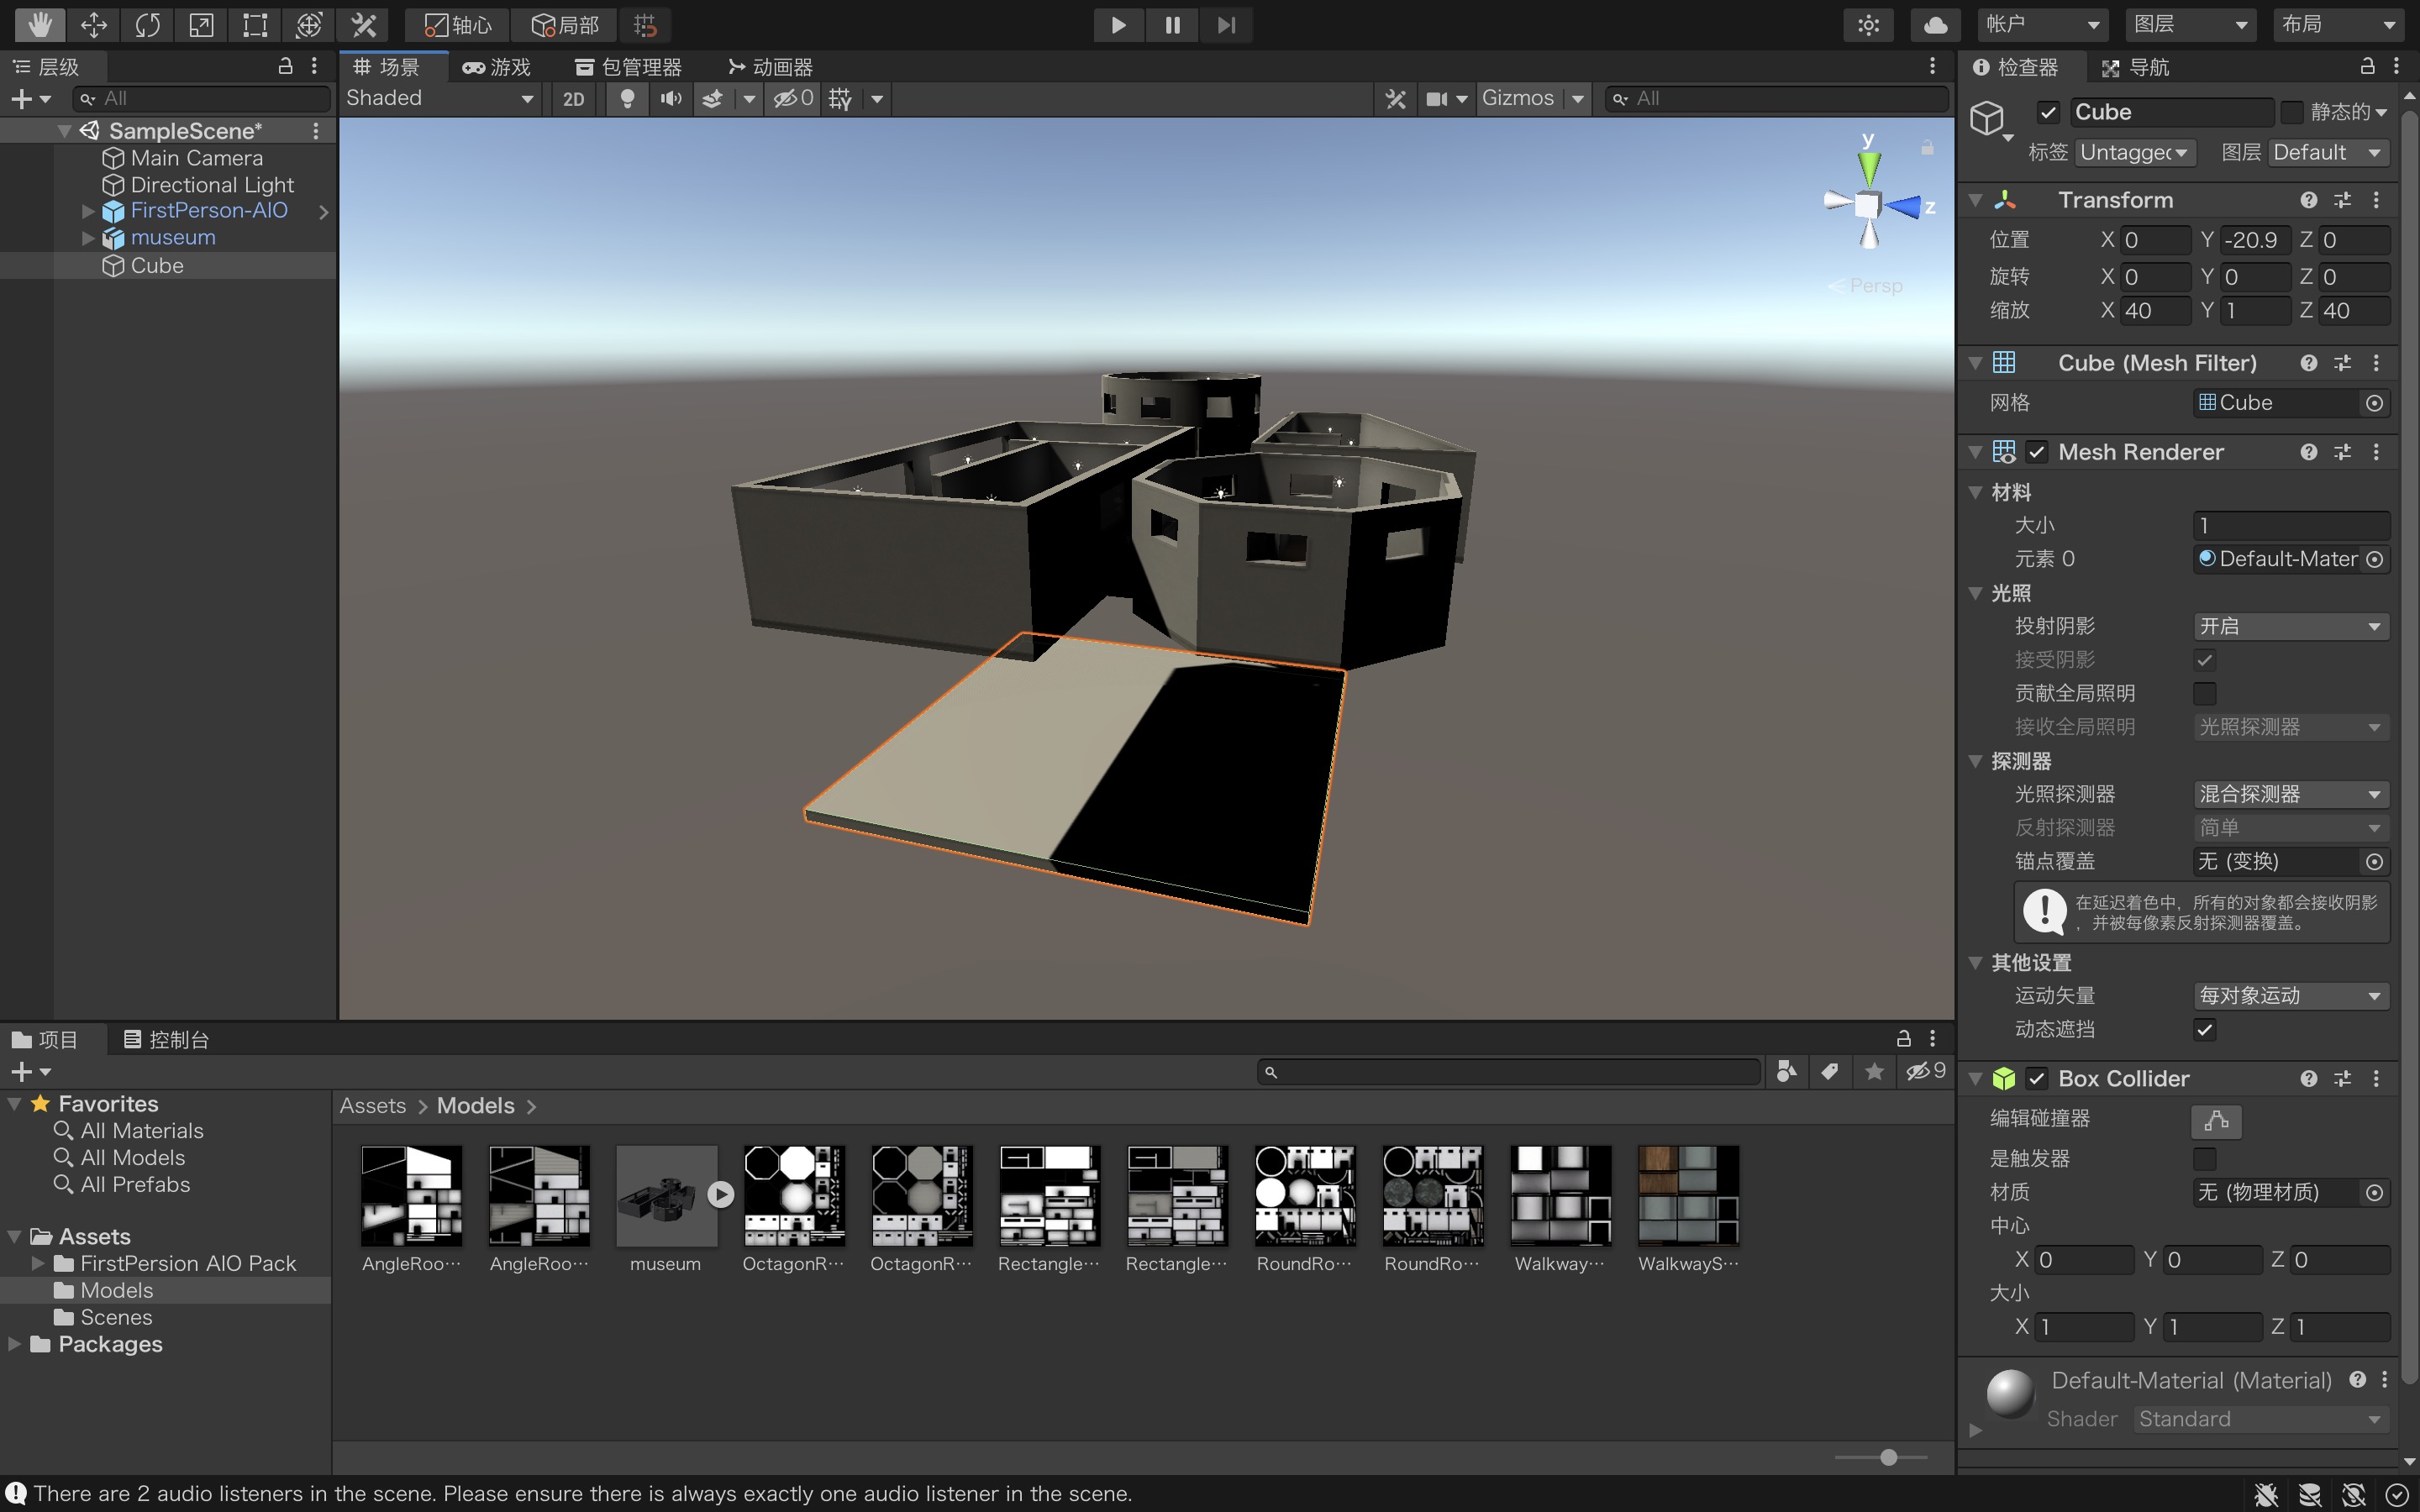 轴心 局部 帐户 图层 布局
层级
All
SampleScene*
Main Camera
Directional Light
FirstPerson-AIO
museum
Cube
场景 游戏 包管理器 动画器
Shaded 2D 0 Gizmos All
y
z
Persp
检查器 导航
Cube 静态的
标签 Untagged 图层 Default
Transform
位置 X 0 Y -20.9 Z 0
旋转 X 0 Y 0 Z 0
缩放 X 40 Y 1 Z 40
Cube (Mesh Filter)
网格 Cube
Mesh Renderer
材料
大小 1
元素 0 Default-Mater
光照
投射阴影 开启
接受阴影
贡献全局照明
接收全局照明 光照探测器
探测器
光照探测器 混合探测器
反射探测器 简单
锚点覆盖 无 (变换)
在延迟着色中，所有的对象都会接收阴影
，并被每像素反射探测器覆盖。
其他设置
运动矢量 每对象运动
动态遮挡
Box Collider
编辑碰撞器
是触发器
材质 无 (物理材质)
中心
X 0 Y 0 Z 0
大小
X 1 Y 1 Z 1
Default-Material (Material)
Shader Standard
项目 控制台
9
Favorites
All Materials
All Models
All Prefabs
Assets
FirstPersion AIO Pack
Models
Scenes
Packages
Assets > Models >
AngleRoo… AngleRoo… museum OctagonR… OctagonR… Rectangle… Rectangle… RoundRo… RoundRo… Walkway… WalkwayS…
There are 2 audio listeners in the scene. Please ensure there is always exactly one audio listener in the scene.